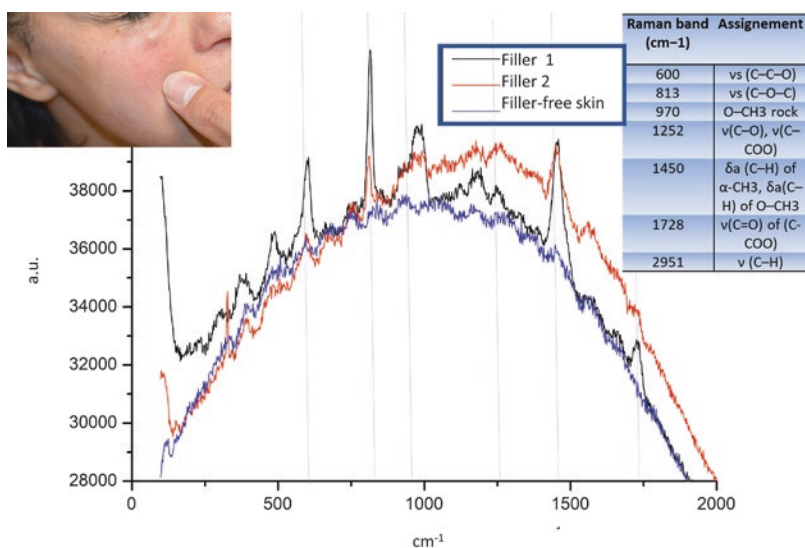 Filler 1
Filler 2
Filler-free skin
Raman band
(cm−1)
Assignement
600
vs (C–C–O)
813
vs (C–O–C)
970
O–CH3 rock
1252
ν(C–O), ν(C–
COO)
1450
δa (C–H) of
α-CH3, δa(C–
H) of O–CH3
1728
ν(C=O) of (C-
COO)
2951
ν (C–H)
38000
36000
34000
32000
30000
28000
a.u.
0
500
1000
1500
2000
cm-1